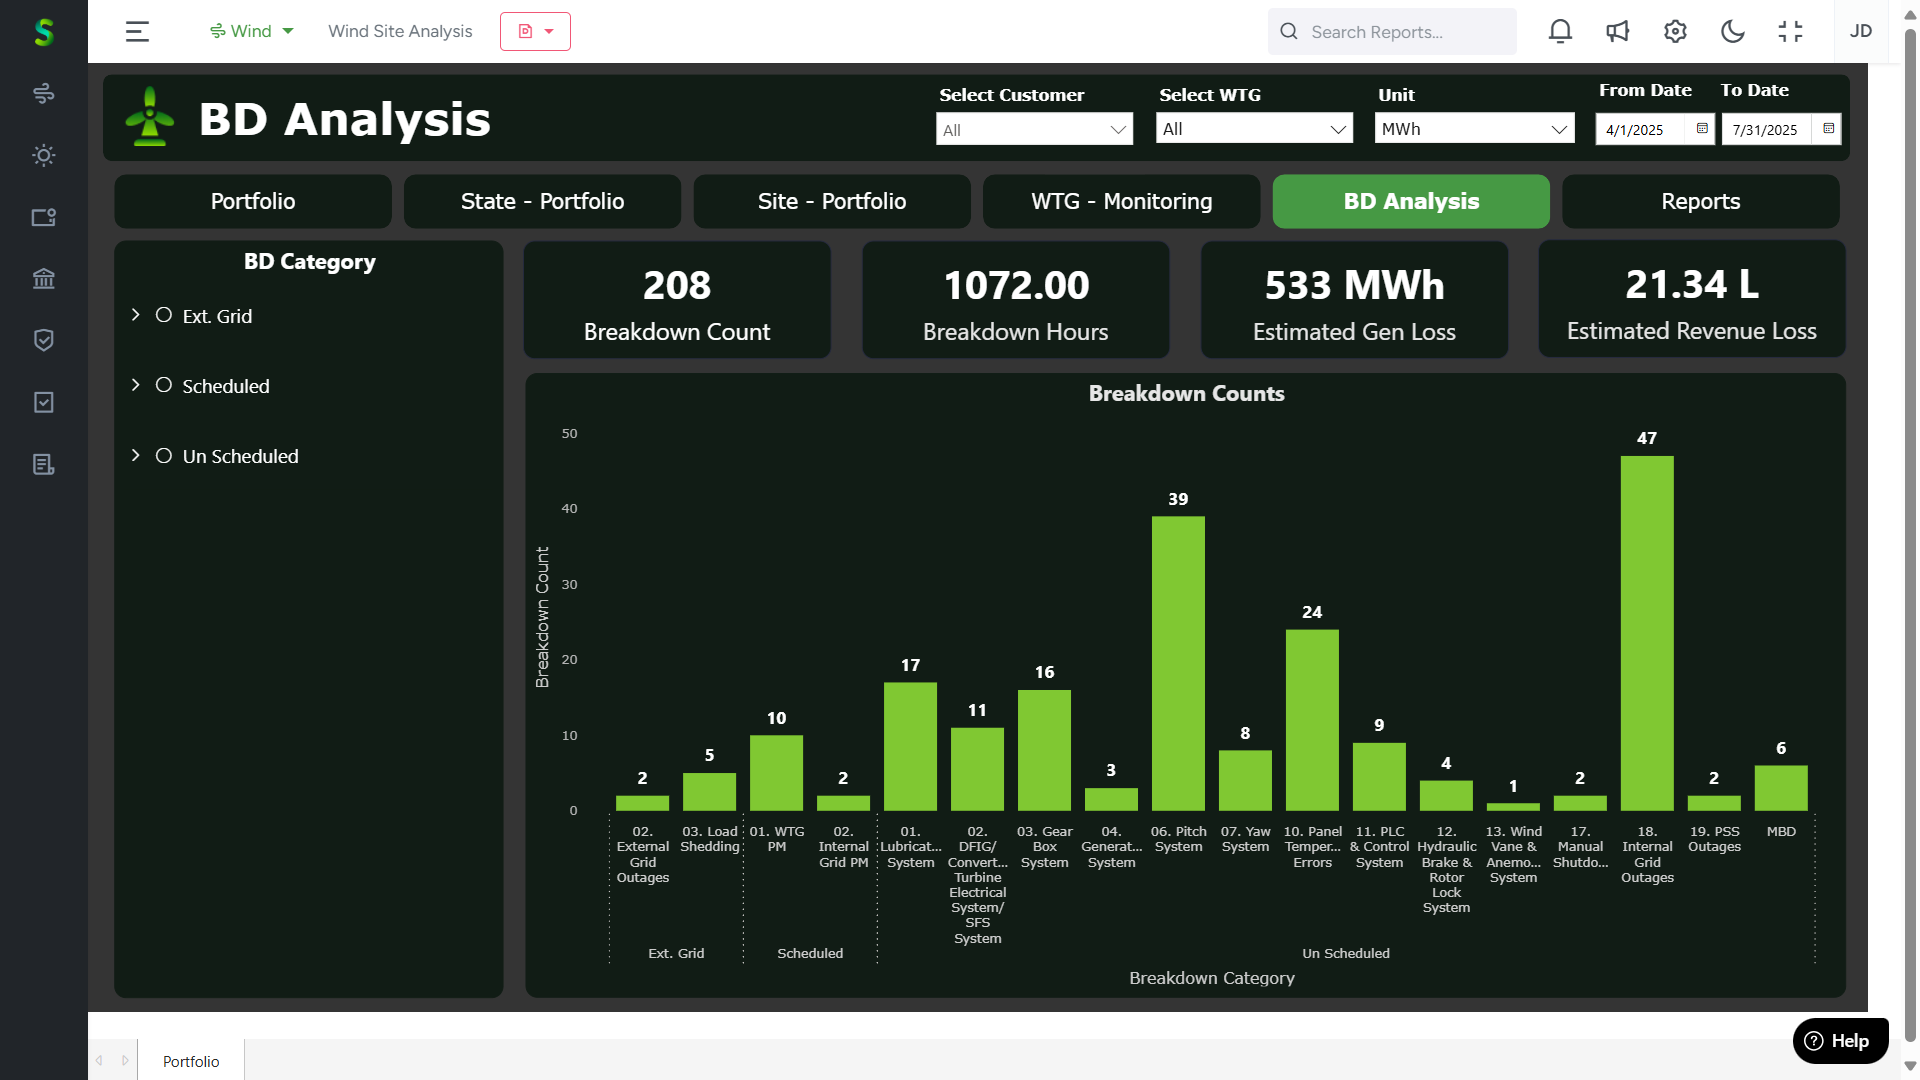 Wind
Wind Site Analysis
Search Reports...
JD
BD Analysis
Select Customer
All
Select WTG
All
Unit
MWh
From Date
4/1/2025
To Date
7/31/2025
Portfolio
State - Portfolio
Site - Portfolio
WTG - Monitoring
BD Analysis
Reports
BD Category
Ext. Grid
Scheduled
Un Scheduled
208
Breakdown Count
1072.00
Breakdown Hours
533 MWh
Estimated Gen Loss
21.34 L
Estimated Revenue Loss
Breakdown Counts
Breakdown Count
50
40
30
20
10
0
2
5
10
2
17
11
16
3
39
8
24
9
4
1
2
47
2
6
02.
External
Grid
Outages
03. Load
Shedding
01. WTG
PM
02.
Internal
Grid PM
01.
Lubricat...
System
02.
DFIG/
Convert...
Turbine
Electrical
System/
SFS
System
03. Gear
Box
System
04.
Generat...
System
06. Pitch
System
07. Yaw
System
10. Panel
Temper...
Errors
11. PLC
& Control
System
12.
Hydraulic
Brake &
Rotor
Lock
System
13. Wind
Vane &
Anemo...
System
17.
Manual
Shutdo...
18.
Internal
Grid
Outages
19. PSS
Outages
MBD
Ext. Grid
Scheduled
Un Scheduled
Breakdown Category
Portfolio
Help